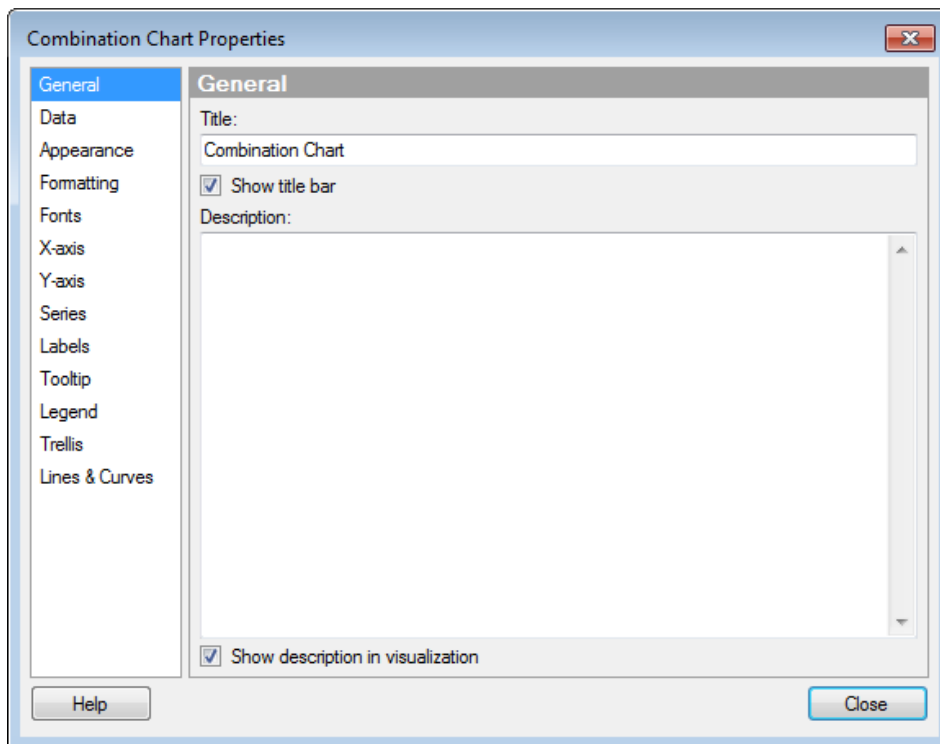 Combination Chart Properties
General
Data
Appearance
Formatting
Fonts
X-axis
Y-axis
Series
Labels
Tooltip
Legend
Trellis
Lines & Curves
General
Title:
Combination Chart
Show title bar
Description:
Show description in visualization
Help
Close